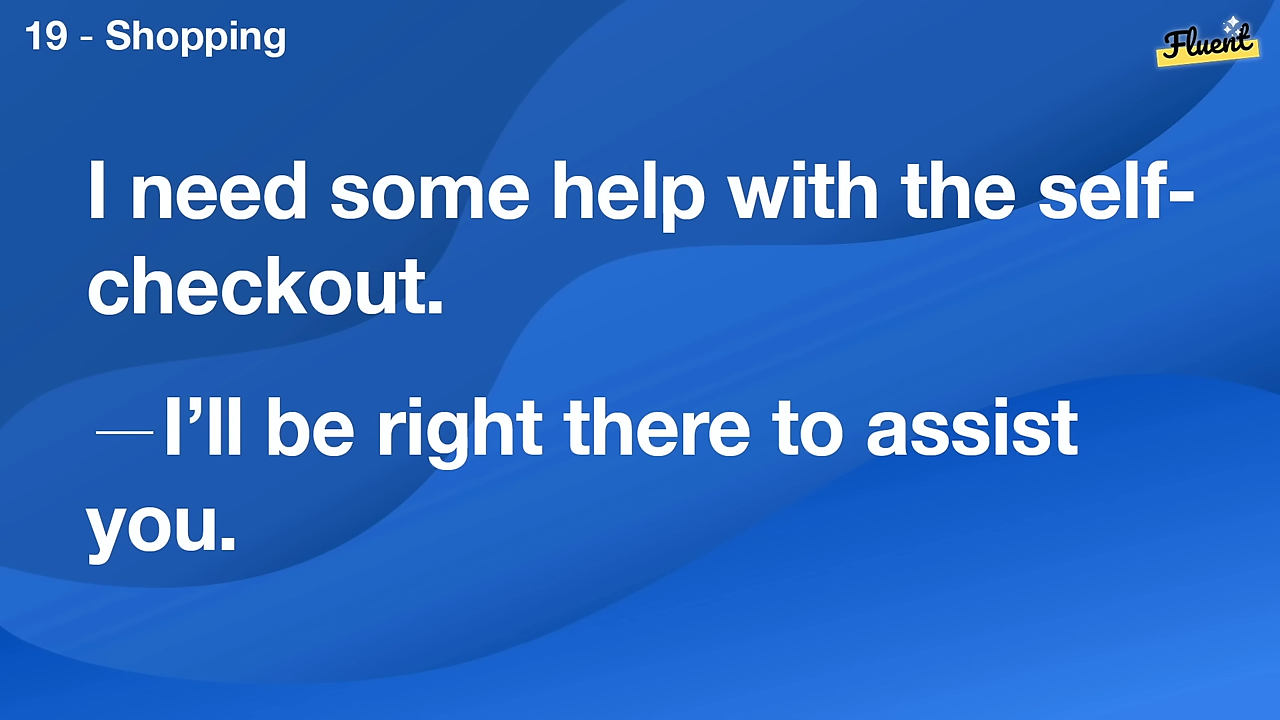 19 - Shopping
Fluent
I need some help with the self-
checkout.
—I’ll be right there to assist
you.